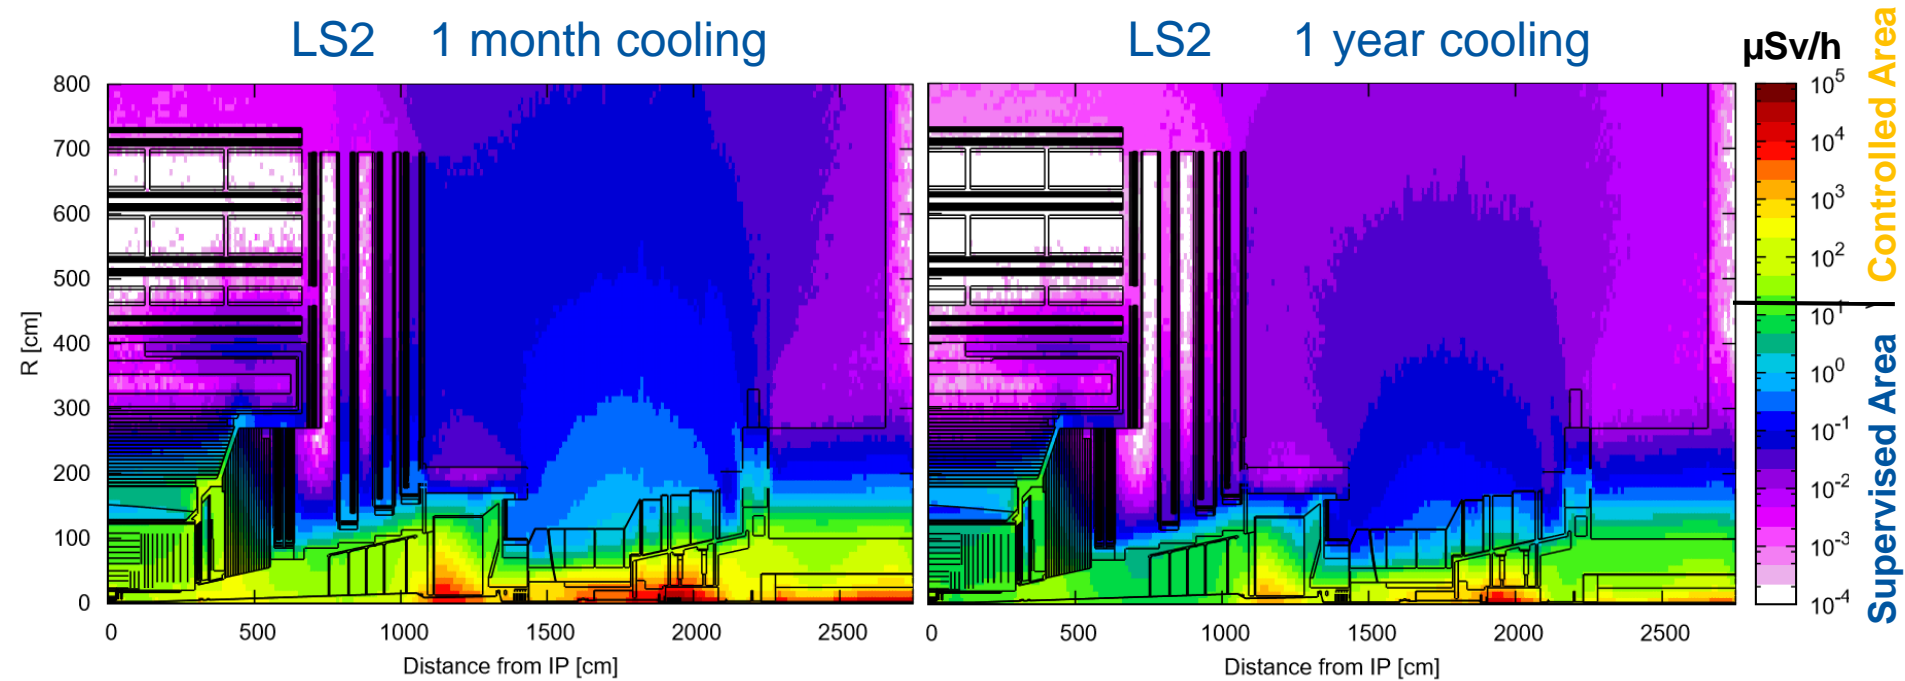 LS2 1 month cooling
LS2 1 year cooling
µSv/h
800
700
600
500
400
300
200
100
0
R [cm]
0 500 1000 1500 2000 2500
Distance from IP [cm]
0 500 1000 1500 2000 2500
Distance from IP [cm]
10^5
10^4
10^3
10^2
10^1
10^0
10^-1
10^-2
10^-3
10^-4
Controlled Area
Supervised Area